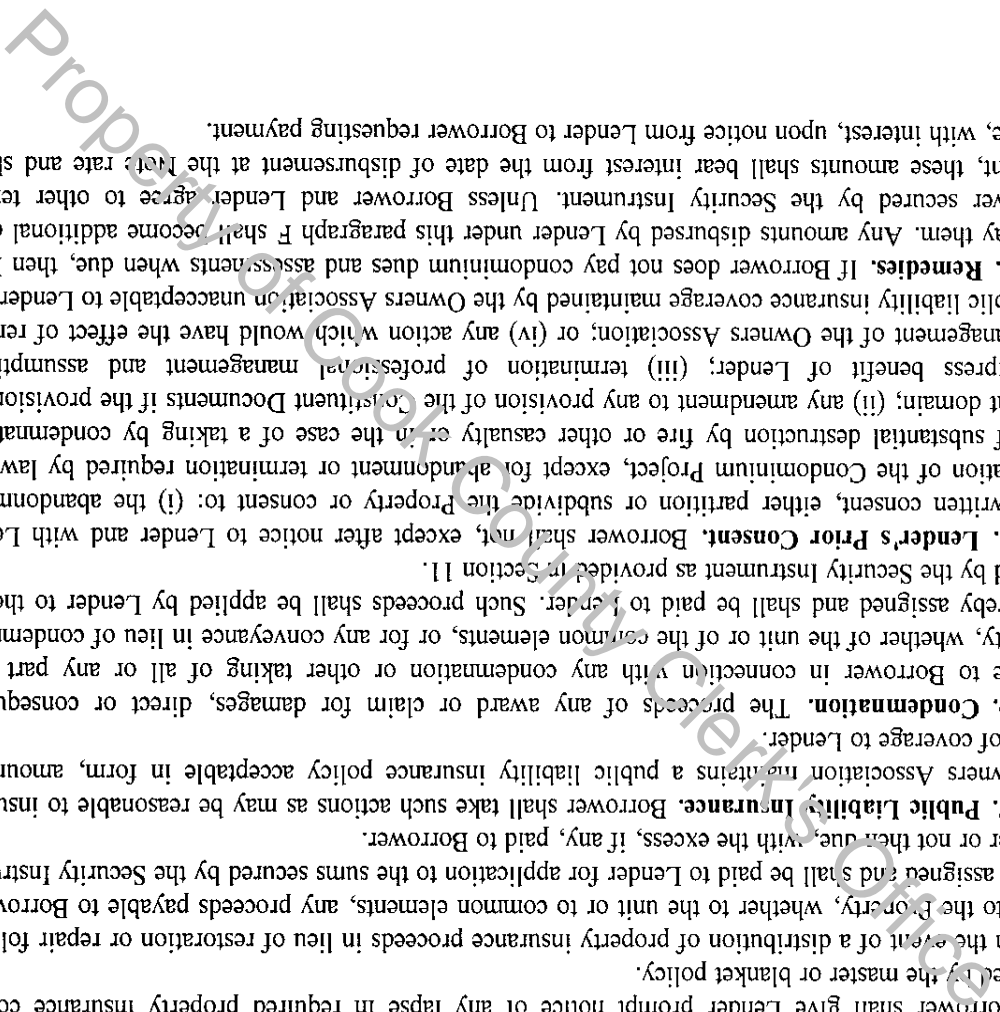 orrower shall give Lender prompt notice of any lapse in required property insurance co
ed by the master or blanket policy.
n the event of a distribution of property insurance proceeds in lieu of restoration or repair fol
to the Property, whether to the unit or to common elements, any proceeds payable to Borrov
assigned and shall be paid to Lender for application to the sums secured by the Security Instr
er or not then due, with the excess, if any, paid to Borrower.
. Public Liability Insurance. Borrower shall take such actions as may be reasonable to insu
wners Association maintains a public liability insurance policy acceptable in form, amoun
of coverage to Lender.
. Condemnation. The proceeds of any award or claim for damages, direct or consequ
e to Borrower in connection with any condemnation or other taking of all or any part
ty, whether of the unit or of the common elements, or for any conveyance in lieu of condemn
reby assigned and shall be paid to Lender. Such proceeds shall be applied by Lender to the
d by the Security Instrument as provided in Section 11.
. Lender's Prior Consent. Borrower shall not, except after notice to Lender and with Le
written consent, either partition or subdivide the Property or consent to: (i) the abandonm
ation of the Condominium Project, except for abandonment or termination required by law
f substantial destruction by fire or other casualty or in the case of a taking by condemnat
t domain; (ii) any amendment to any provision of the Constituent Documents if the provision
press benefit of Lender; (iii) termination of professional management and assumpti
anagement of the Owners Association; or (iv) any action which would have the effect of ren
blic liability insurance coverage maintained by the Owners Association unacceptable to Lender
. Remedies. If Borrower does not pay condominium dues and assessments when due, then
ay them. Any amounts disbursed by Lender under this paragraph F shall become additional
ver secured by the Security Instrument. Unless Borrower and Lender agree to other te
nt, these amounts shall bear interest from the date of disbursement at the Note rate and sh
e, with interest, upon notice from Lender to Borrower requesting payment.
Property of Cook County Clerk's Office